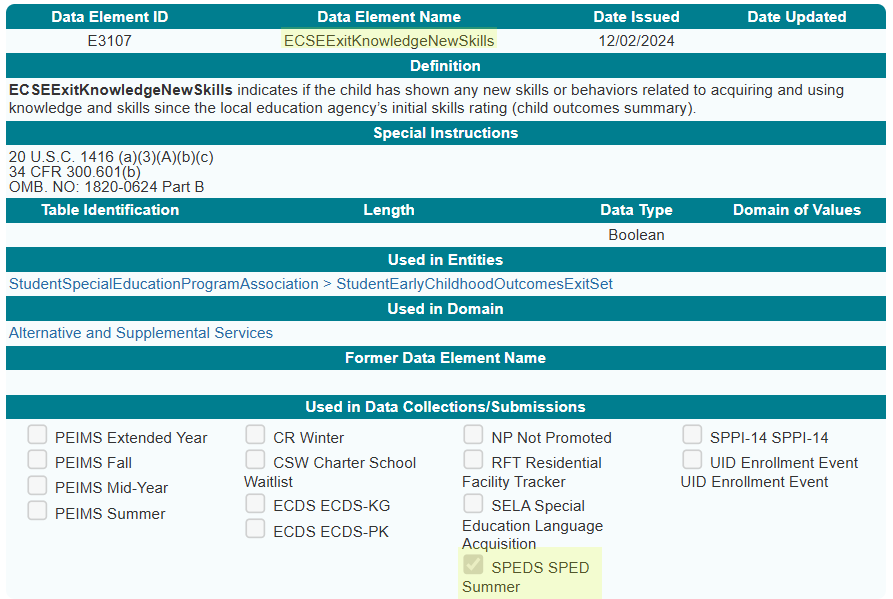 Data Element ID Data Element Name Date Issued Date Updated
E3107 ECSEExitKnowledgeNewSkills 12/02/2024
Definition
ECSEExitKnowledgeNewSkills indicates if the child has shown any new skills or behaviors related to acquiring and using
knowledge and skills since the local education agency's initial skills rating (child outcomes summary).
Special Instructions
20 U.S.C. 1416 (a)(3)(A)(b)(c)
34 CFR 300.601(b)
OMB. NO: 1820-0624 Part B
Table Identification Length Data Type Domain of Values
Boolean
Used in Entities
StudentSpecialEducationProgramAssociation > StudentEarlyChildhoodOutcomesExitSet
Used in Domain
Alternative and Supplemental Services
Former Data Element Name
Used in Data Collections/Submissions
PEIMS Extended Year
PEIMS Fall
PEIMS Mid-Year
PEIMS Summer
CR Winter
CSW Charter School
Waitlist
ECDS ECDS-KG
ECDS ECDS-PK
NP Not Promoted
RFT Residential
Facility Tracker
SELA Special
Education Language
Acquisition
SPEDS SPED
Summer
SPPI-14 SPPI-14
UID Enrollment Event
UID Enrollment Event